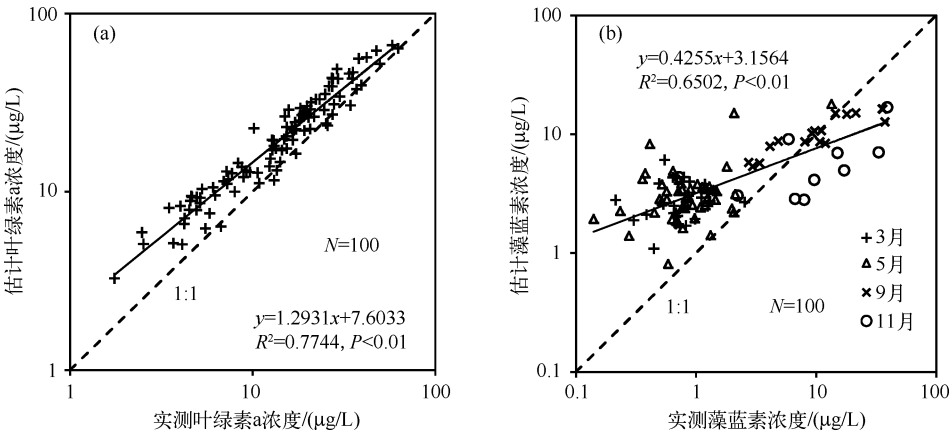 (a)
估计叶绿素a浓度/(μg/L)
100
10
1
N=100
1:1
y=1.2931x+7.6033
R²=0.7744, P<0.01
1
10
100
实测叶绿素a浓度/(μg/L)
(b)
估计藻蓝素浓度/(μg/L)
100
10
1
0.1
y=0.4255x+3.1564
R²=0.6502, P<0.01
3月
5月
9月
11月
1:1
N=100
0.1
1
10
100
实测藻蓝素浓度/(μg/L)